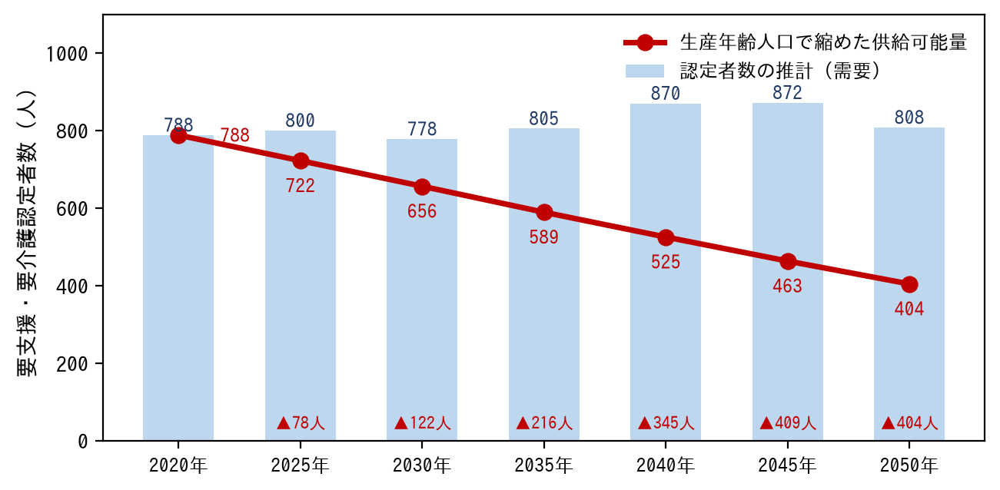 生産年齢人口で縮めた供給可能量
認定者数の推計（需要）
要支援・要介護認定者数（人）
1000
800
600
400
200
0
788
800
778
805
870
872
808
788
722
656
589
525
463
404
▲78人
▲122人
▲216人
▲345人
▲409人
▲404人
2020年
2025年
2030年
2035年
2040年
2045年
2050年